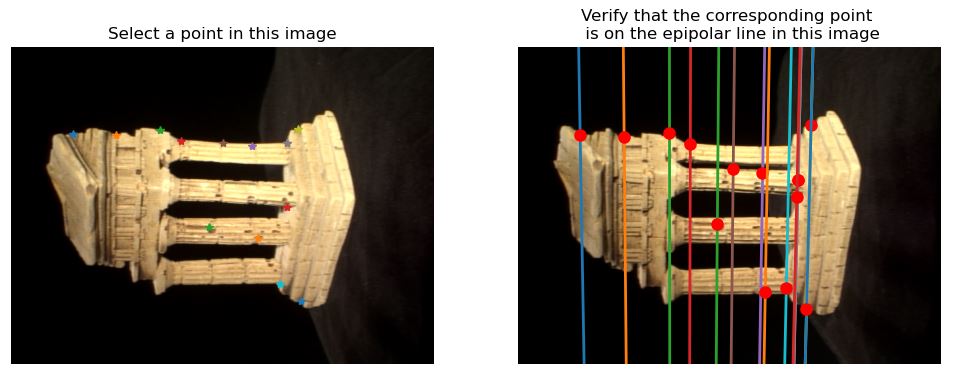 Select a point in this image
Verify that the corresponding point
is on the epipolar line in this image